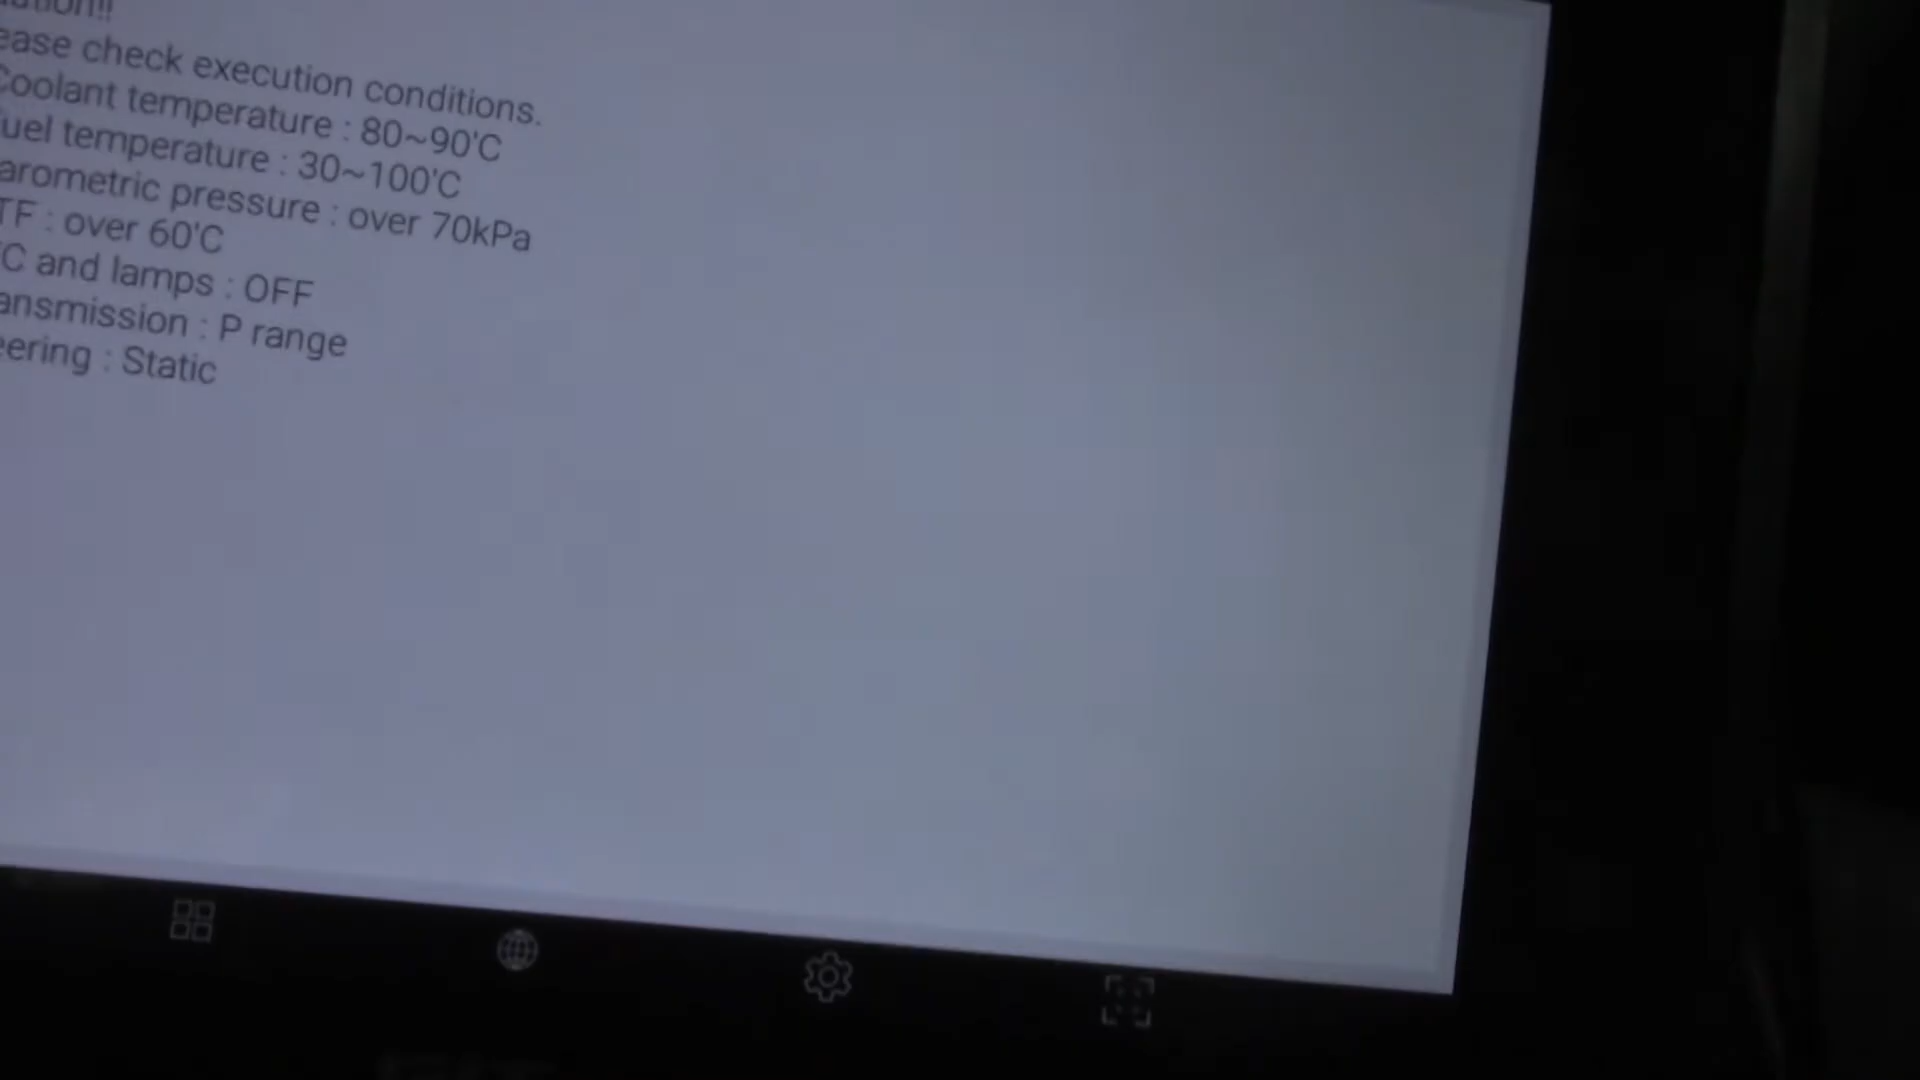 ution!!
ease check execution conditions.
Coolant temperature : 80~90'C
uel temperature : 30~100'C
arometric pressure : over 70kPa
TF : over 60'C
C and lamps : OFF
ansmission : P range
eering : Static